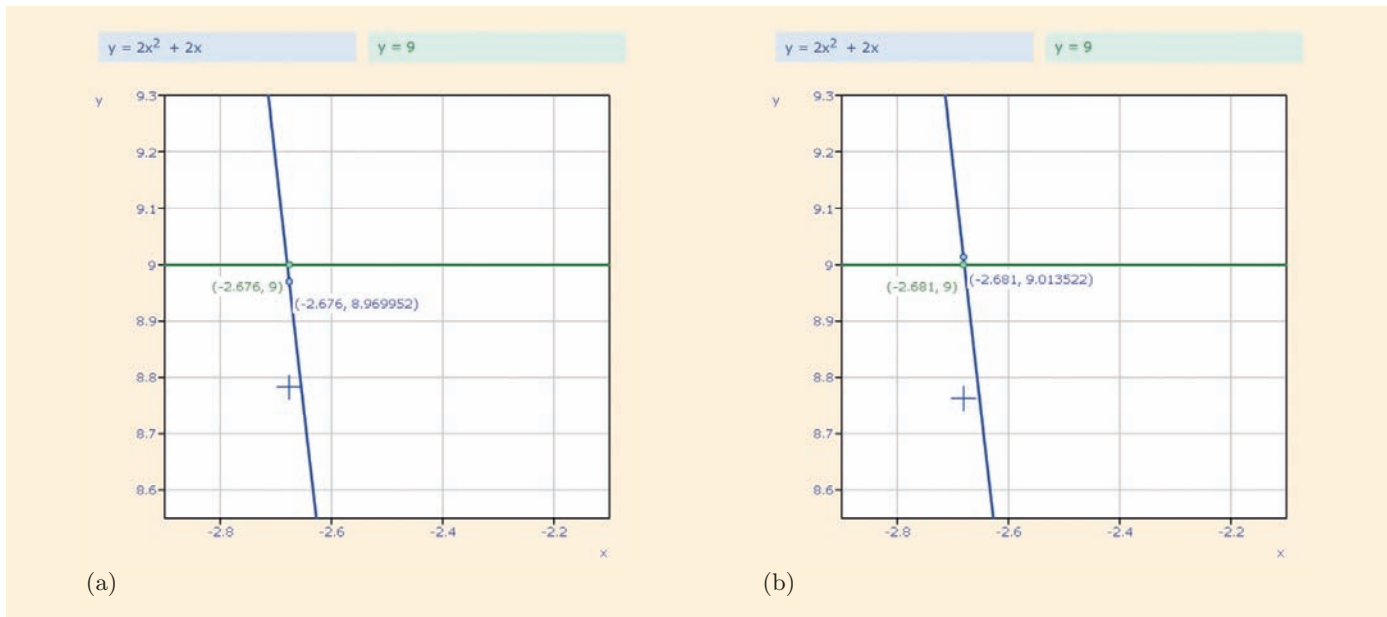 y = 2x² + 2x
y = 9
y
9.3
9.2
9.1
9
8.9
8.8
8.7
8.6
(-2.676, 9)
(-2.676, 8.969952)
-2.8 -2.6 -2.4 -2.2
x
(a)
y = 2x² + 2x
y = 9
y
9.3
9.2
9.1
9
8.9
8.8
8.7
8.6
(-2.681, 9)
(-2.681, 9.013522)
-2.8 -2.6 -2.4 -2.2
x
(b)